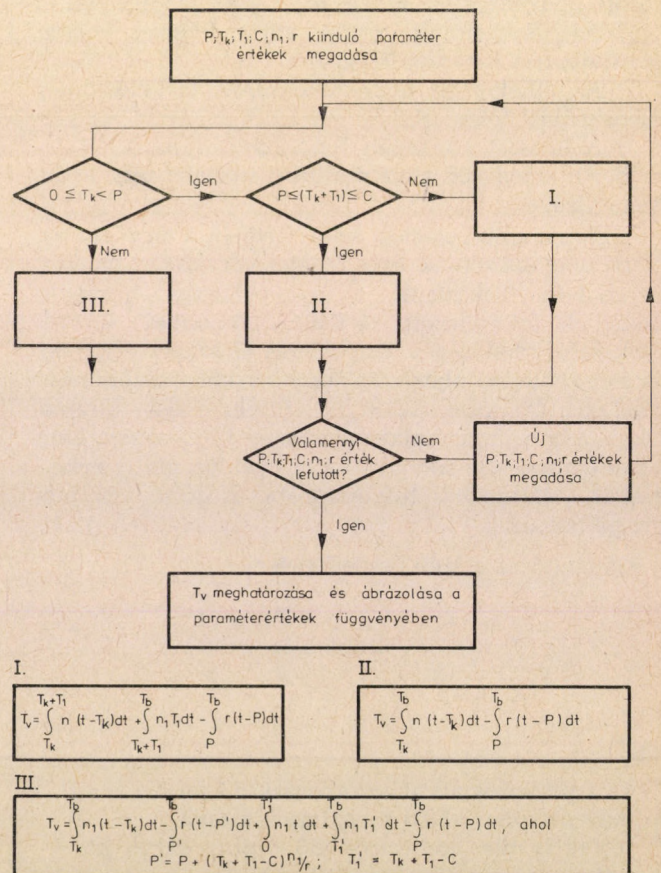 P; Tk; T1; C; n1; r kiinduló paraméter
értékek megadása
0 ≤ Tk < P
Igen
P≤(Tk+T1)≤ C
Nem
I.
Nem
Igen
III.
II.
Valamennyi
P;Tk;T1;C;n1;r érték
lefutott?
Nem
Új
P;Tk;T1;C;n1;r értékek
megadása
Igen
Tv meghatározása és ábrázolása a
paraméterértékek függvényében
I.
Tv = ∫_{Tk}^{Tk+T1} n (t-Tk)dt + ∫_{Tk+T1}^{Tb} n1 T1 dt - ∫_{P}^{Tb} r (t-P)dt
II.
Tv = ∫_{Tk}^{Tb} n (t-Tk)dt - ∫_{P}^{Tb} r (t - P) dt
III.
Tv = ∫_{Tk}^{Tb} n1 (t - Tk) dt - ∫_{P'}^{Tb} r (t-P') dt + ∫_{0}^{T1'} n1 t dt + ∫_{T1'}^{Tb} n1 T1' dt - ∫_{P}^{Tb} r (t - P) dt, ahol
P' = P + (Tk + T1 - C) n1/r ; T1' = Tk + T1 - C